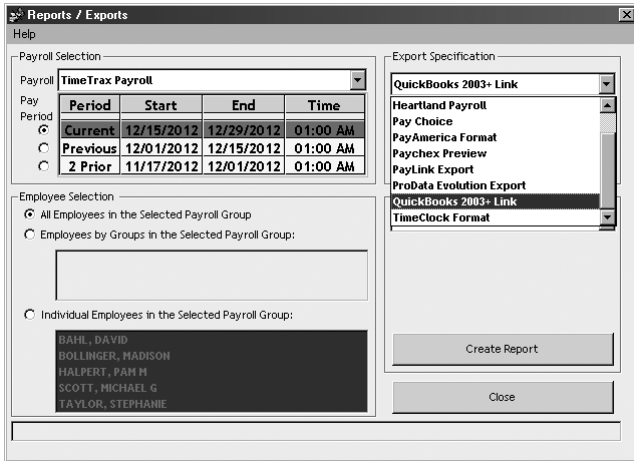 Reports / Exports
Help
Payroll Selection
Payroll TimeTrax Payroll
Pay Period
Period Start End Time
Current 12/15/2012 12/29/2012 01:00 AM
Previous 12/01/2012 12/15/2012 01:00 AM
2 Prior 11/17/2012 12/01/2012 01:00 AM
Export Specification
QuickBooks 2003+ Link
Heartland Payroll
Pay Choice
PayAmerica Format
Paychex Preview
PayLink Export
ProData Evolution Export
QuickBooks 2003+ Link
TimeClock Format
Employee Selection
All Employees in the Selected Payroll Group
Employees by Groups in the Selected Payroll Group:
Individual Employees in the Selected Payroll Group:
BAHL, DAVID
BOLLINGER, MADISON
HALPERT, PAM M
SCOTT, MICHAEL G
TAYLOR, STEPHANIE
Create Report
Close